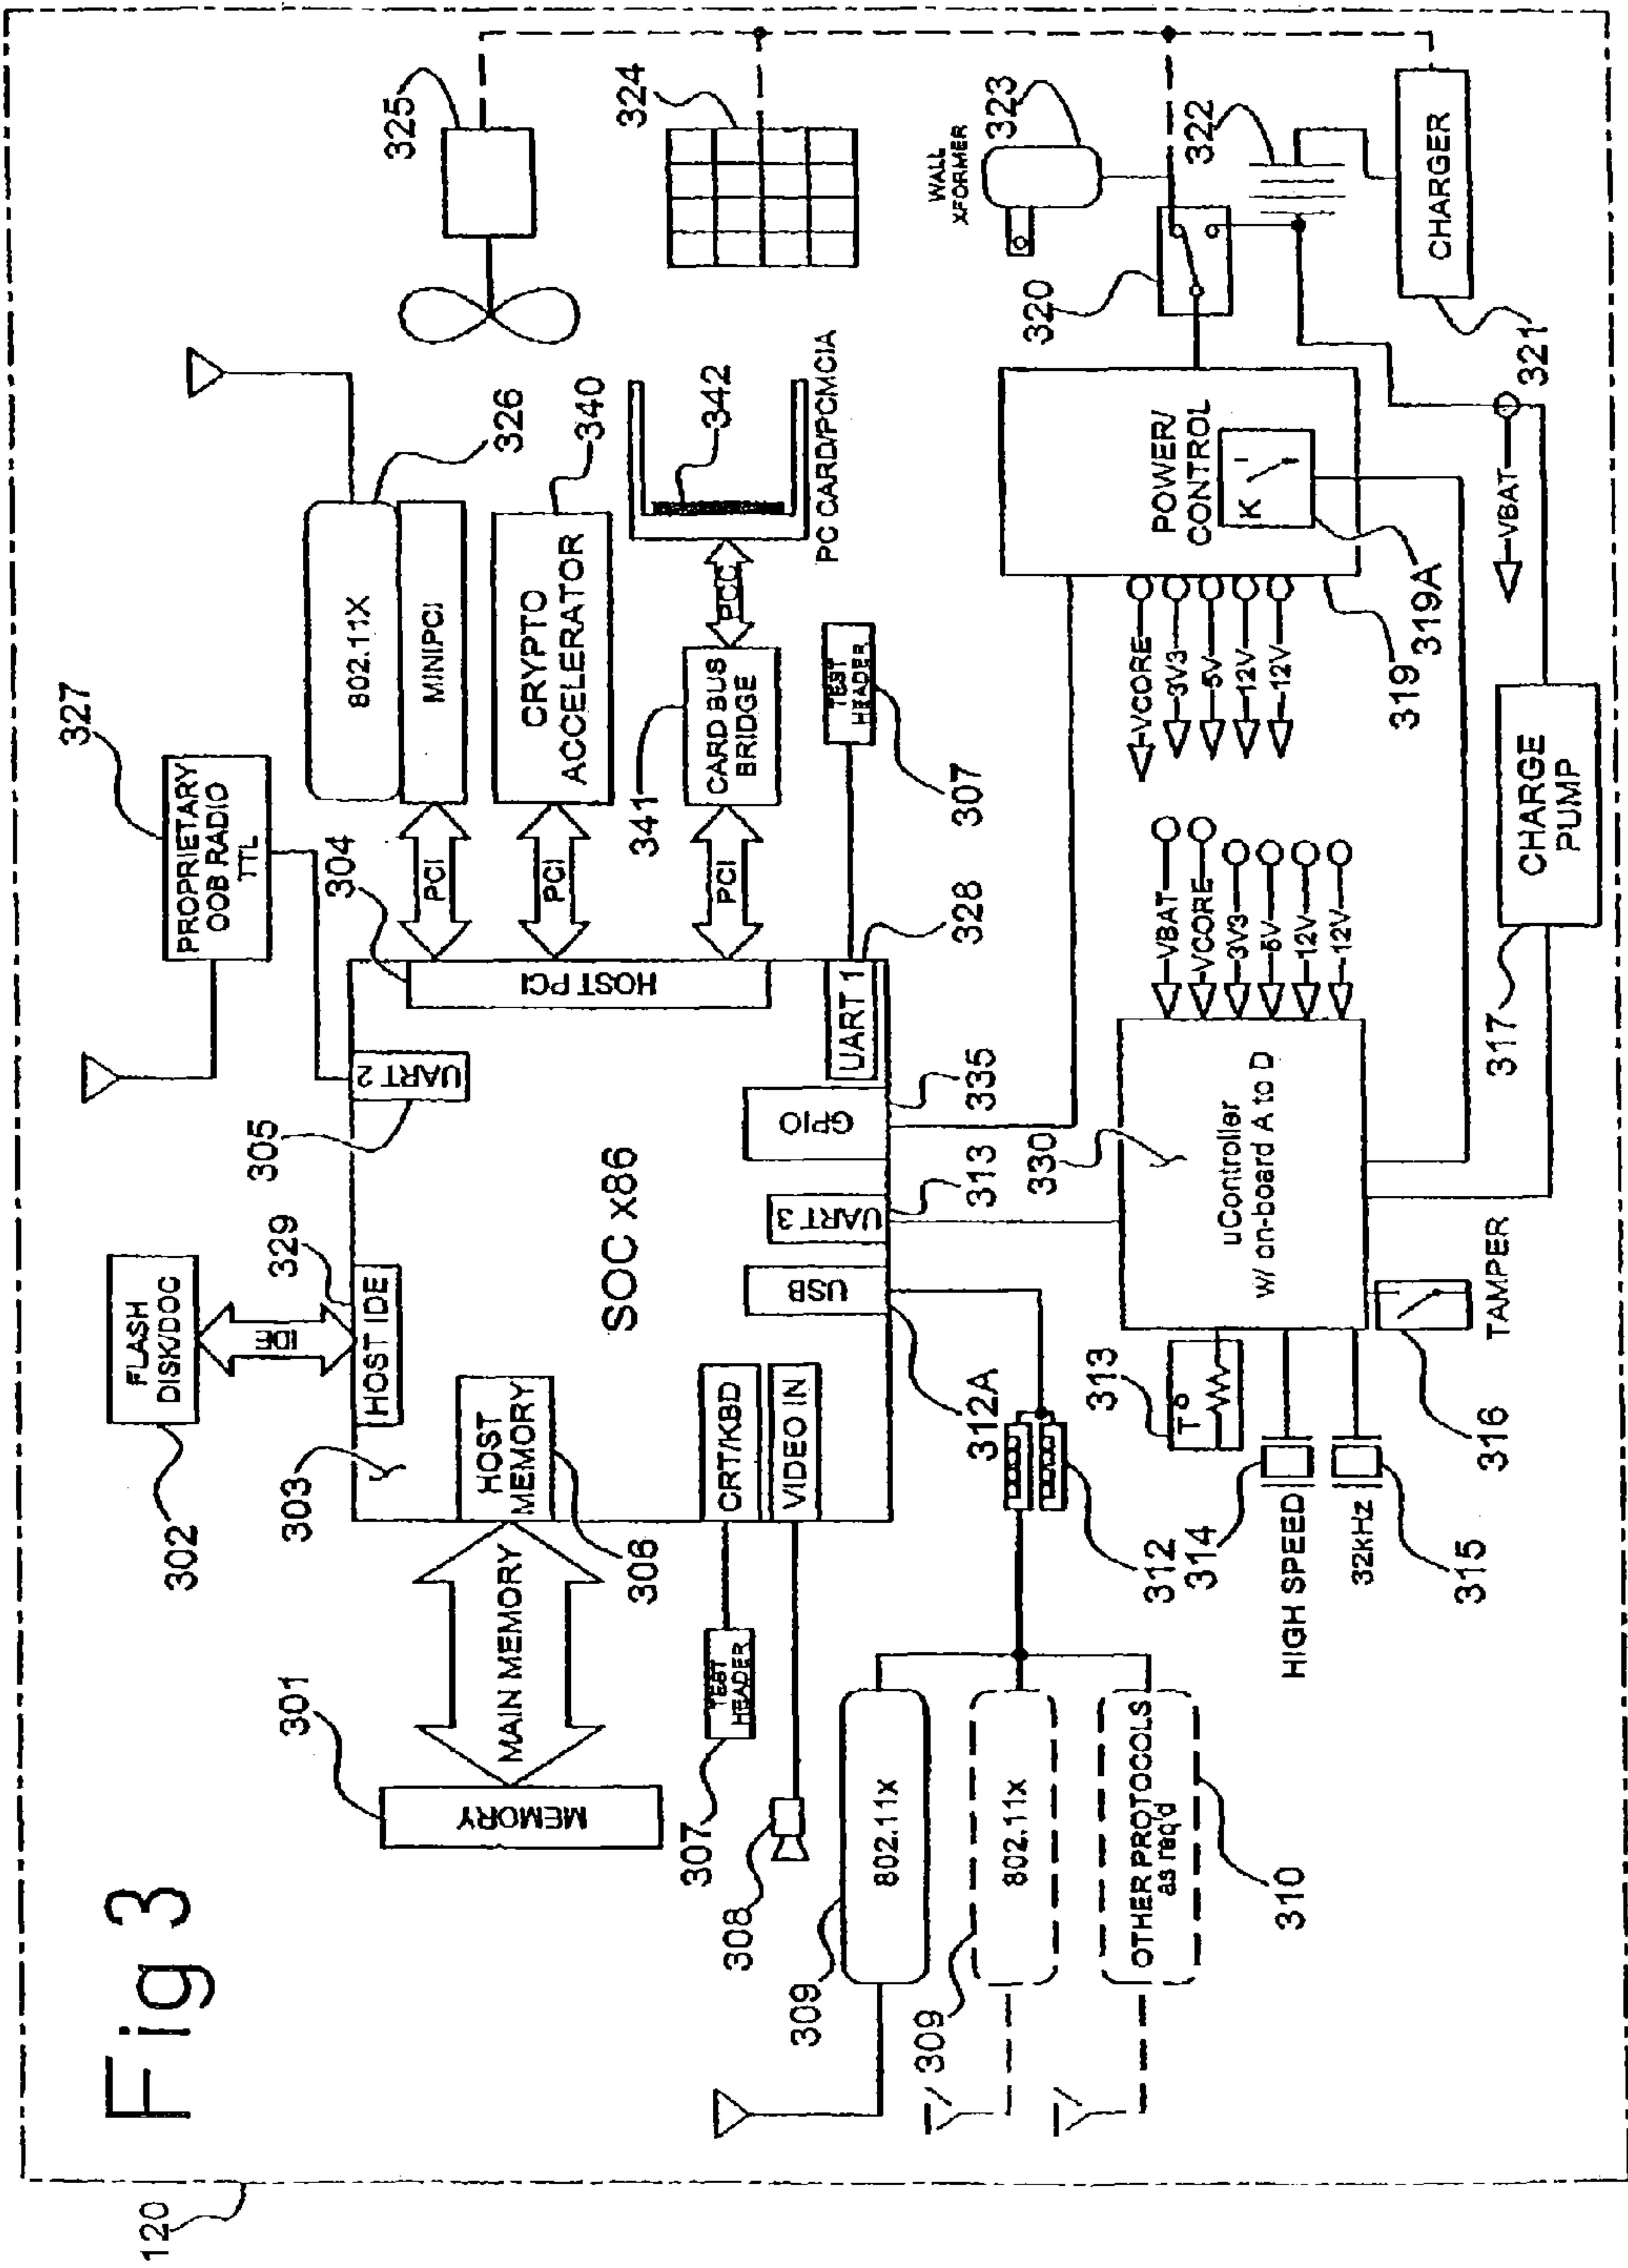 Fig 3
120
301
MEMORY
MAIN MEMORY
302
FLASH
DISK/DOC
IDE
329
HOST IDE
303
HOST
MEMORY
306
SOC x86
305
UART 2
327
PROPRIETARY
OOB RADIO
TTL
304
HOST PCI
PCI
PCI
PCI
802.11X
MINIPCI
326
CRYPTO
ACCELERATOR
340
341
CARD BUS
BRIDGE
PCC
342
PC CARD/PCMCIA
325
324
307
TEST
HEADER
CRT/KBD
VIDEO IN
308
USB
312A
UART 3
313
GPIO
335
UART 1
328
TEST
HEADER
307
309
802.11x
309
802.11x
OTHER PROTOCOLS
as req'd
310
312
313
T°
314
HIGH SPEED
32kHz
315
316
TAMPER
330
uController
w/ on-board A to D
VBAT
VCORE
3V3
5V
12V
-12V
VCORE
3V3
5V
12V
-12V
POWER/
CONTROL
K
319
319A
320
WALL
XFORMER
323
322
CHARGER
321
VBAT
317
CHARGE
PUMP